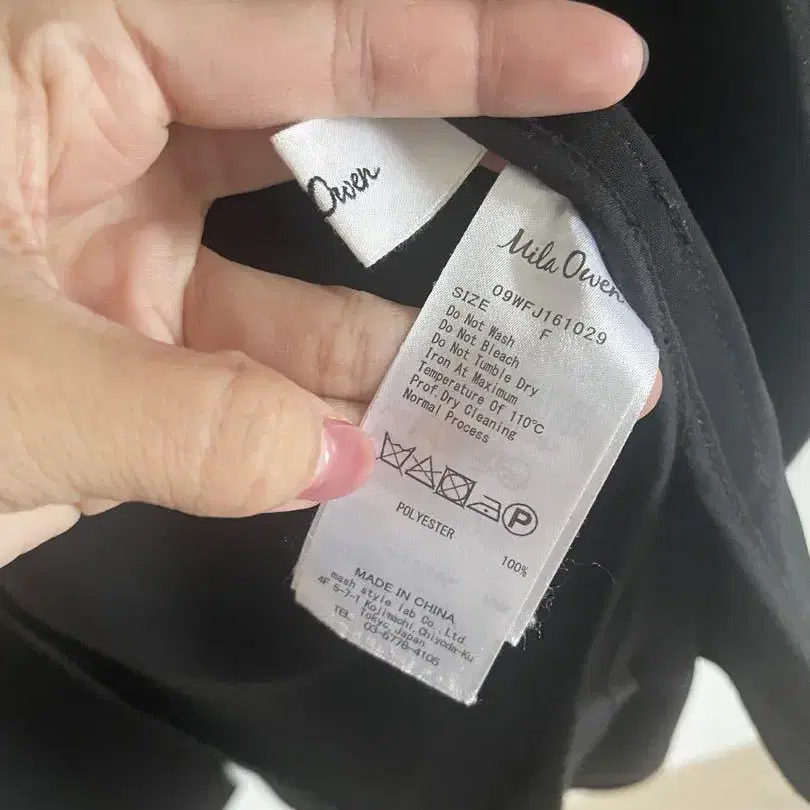 Owen
Mila Owen
09WFJ161029
SIZE F
Do Not Wash
Do Not Bleach
Do Not Tumble Dry
Iron At Maximum
Temperature Of 110℃
Prof.Dry Cleaning
Normal Process
P
POLYESTER 100%
MADE IN CHINA
mash style lab Co.,Ltd.
4F 5-7-1 Kojimachi,Chiyoda-Ku
Tokyo,Japan
TEL 03-5778-4105